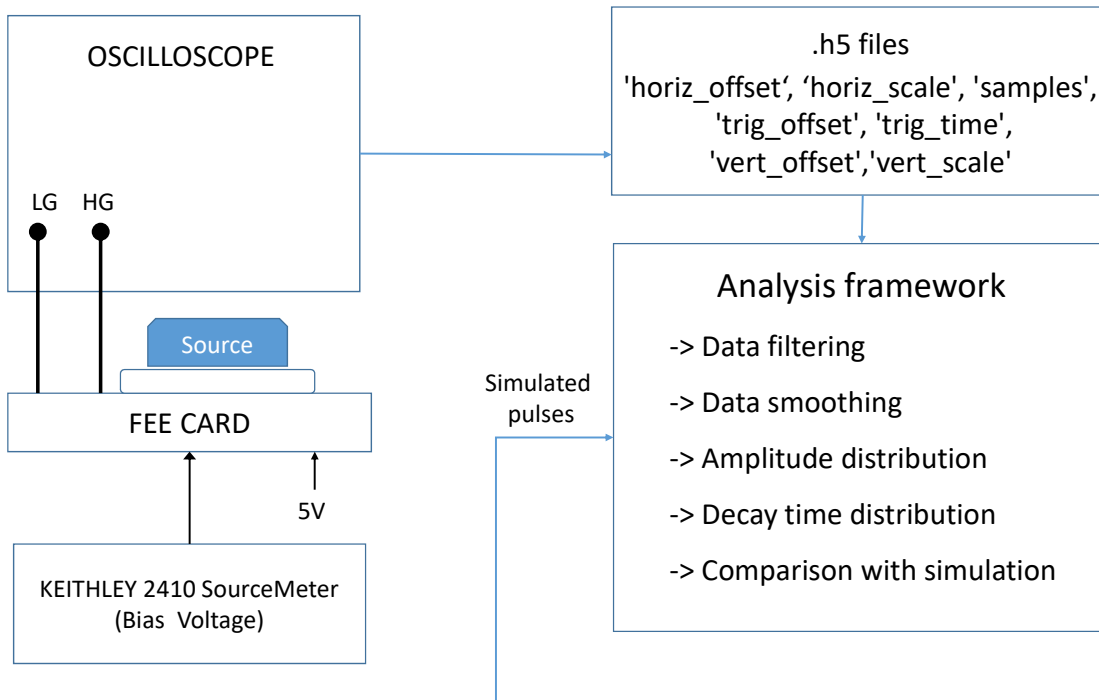 OSCILLOSCOPE
LG HG
Source
FEE CARD
5V
KEITHLEY 2410 SourceMeter
(Bias Voltage)
.h5 files
'horiz_offset‘, ‘horiz_scale', 'samples',
'trig_offset', 'trig_time',
'vert_offset','vert_scale'
Simulated
pulses
Analysis framework
-> Data filtering
-> Data smoothing
-> Amplitude distribution
-> Decay time distribution
-> Comparison with simulation